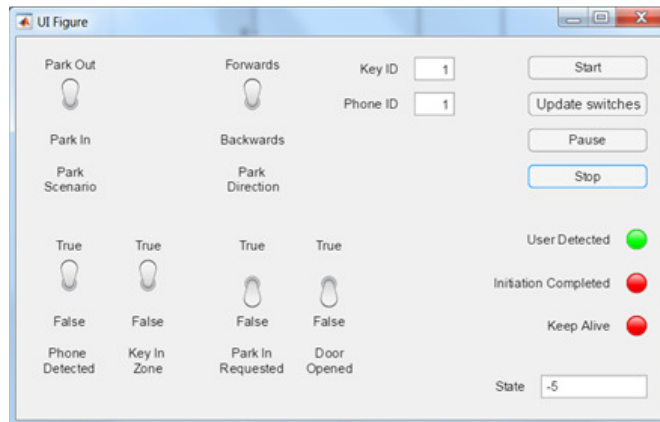 UI Figure
Park Out
Forwards
Key ID
1
Start
Phone ID
1
Update switches
Park In
Backwards
Pause
Park
Scenario
Park
Direction
Stop
True
True
True
True
User Detected
Initiation Completed
False
False
False
False
Keep Alive
Phone
Detected
Key In
Zone
Park In
Requested
Door
Opened
State
-5